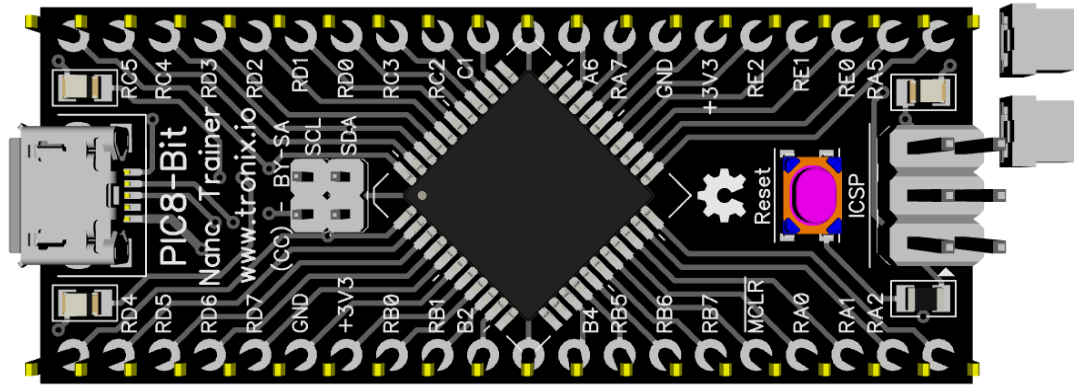 RC5
RC4
RD3
RD2
RD1
RD0
RC3
RC2
C1
A6
RA7
GND
+3V3
RE2
RE1
RE0
RA5
PIC8-Bit
Nano Trainer
www.tronix.io
(CC) - BY-SA
SCL
SDA
Reset
ICSP
RD4
RD5
RD6
RD7
GND
+3V3
RB0
RB1
B2
B4
RB5
RB6
RB7
MCLR
RA0
RA1
RA2